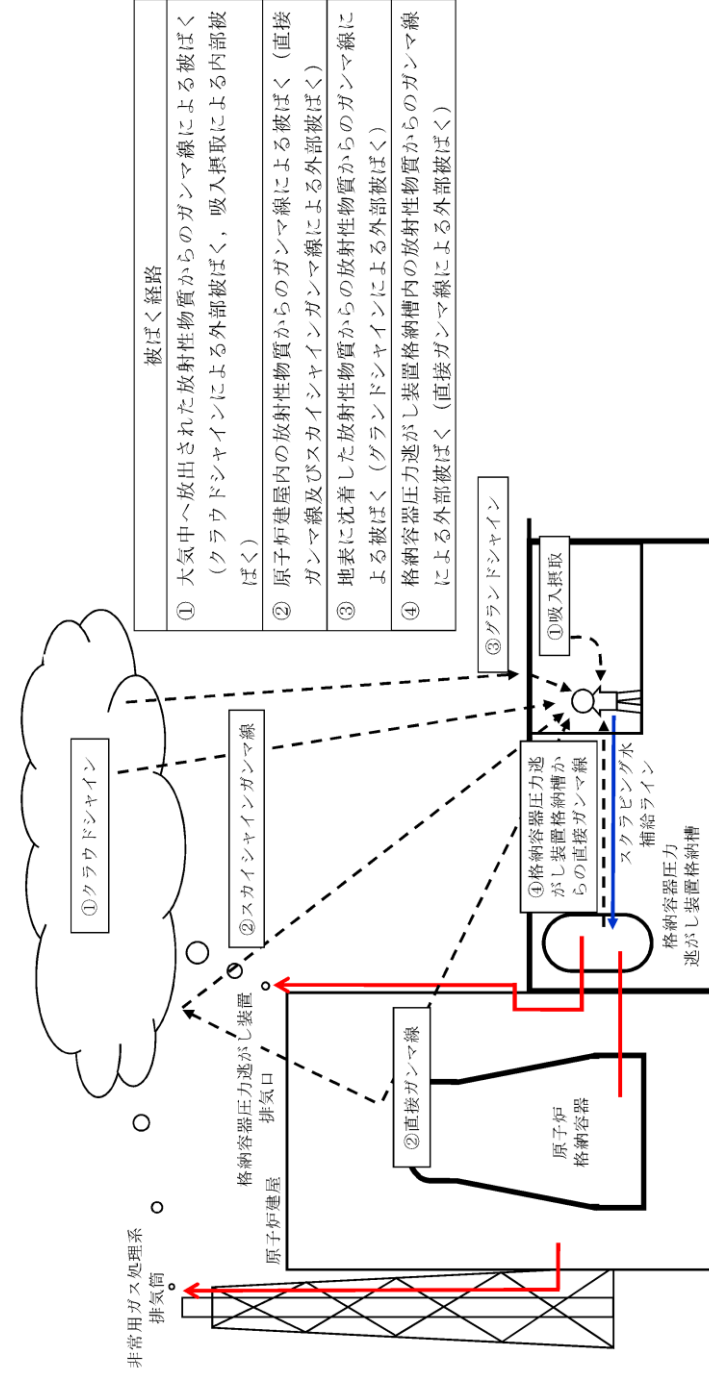 非常用ガス処理系
排気筒
格納容器圧力逃がし装置
排気口
原子炉建屋
①クラウドシャイン
②スカイシャインガンマ線
②直接ガンマ線
原子炉
格納容器
③グランドシャイン
①吸入摂取
④格納容器圧力逃
がし装置格納槽か
らの直接ガンマ線
スクラビング水
補給ライン
格納容器圧力
逃がし装置格納槽
被ばく経路
① 大気中へ放出された放射性物質からのガンマ線による被ばく
（クラウドシャインによる外部被ばく，吸入摂取による内部被
ばく）
② 原子炉建屋内の放射性物質からのガンマ線による被ばく（直接
ガンマ線及びスカイシャインガンマ線による外部被ばく）
③ 地表に沈着した放射性物質からの放射性物質からのガンマ線に
よる被ばく（グランドシャインによる外部被ばく）
④ 格納容器圧力逃がし装置格納槽内の放射性物質からのガンマ線
による外部被ばく（直接ガンマ線による外部被ばく）